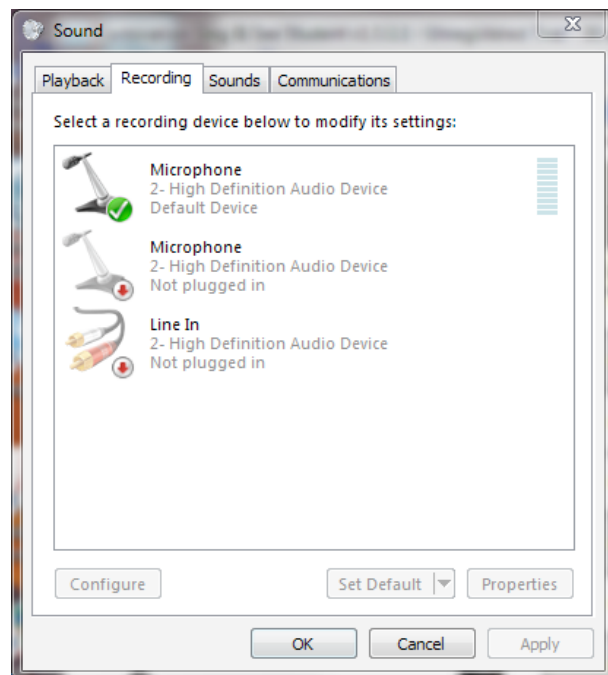 Sound
Playback Recording Sounds Communications
Select a recording device below to modify its settings:
Microphone
2- High Definition Audio Device
Default Device
Microphone
2- High Definition Audio Device
Not plugged in
Line In
2- High Definition Audio Device
Not plugged in
Configure Set Default Properties
OK Cancel Apply